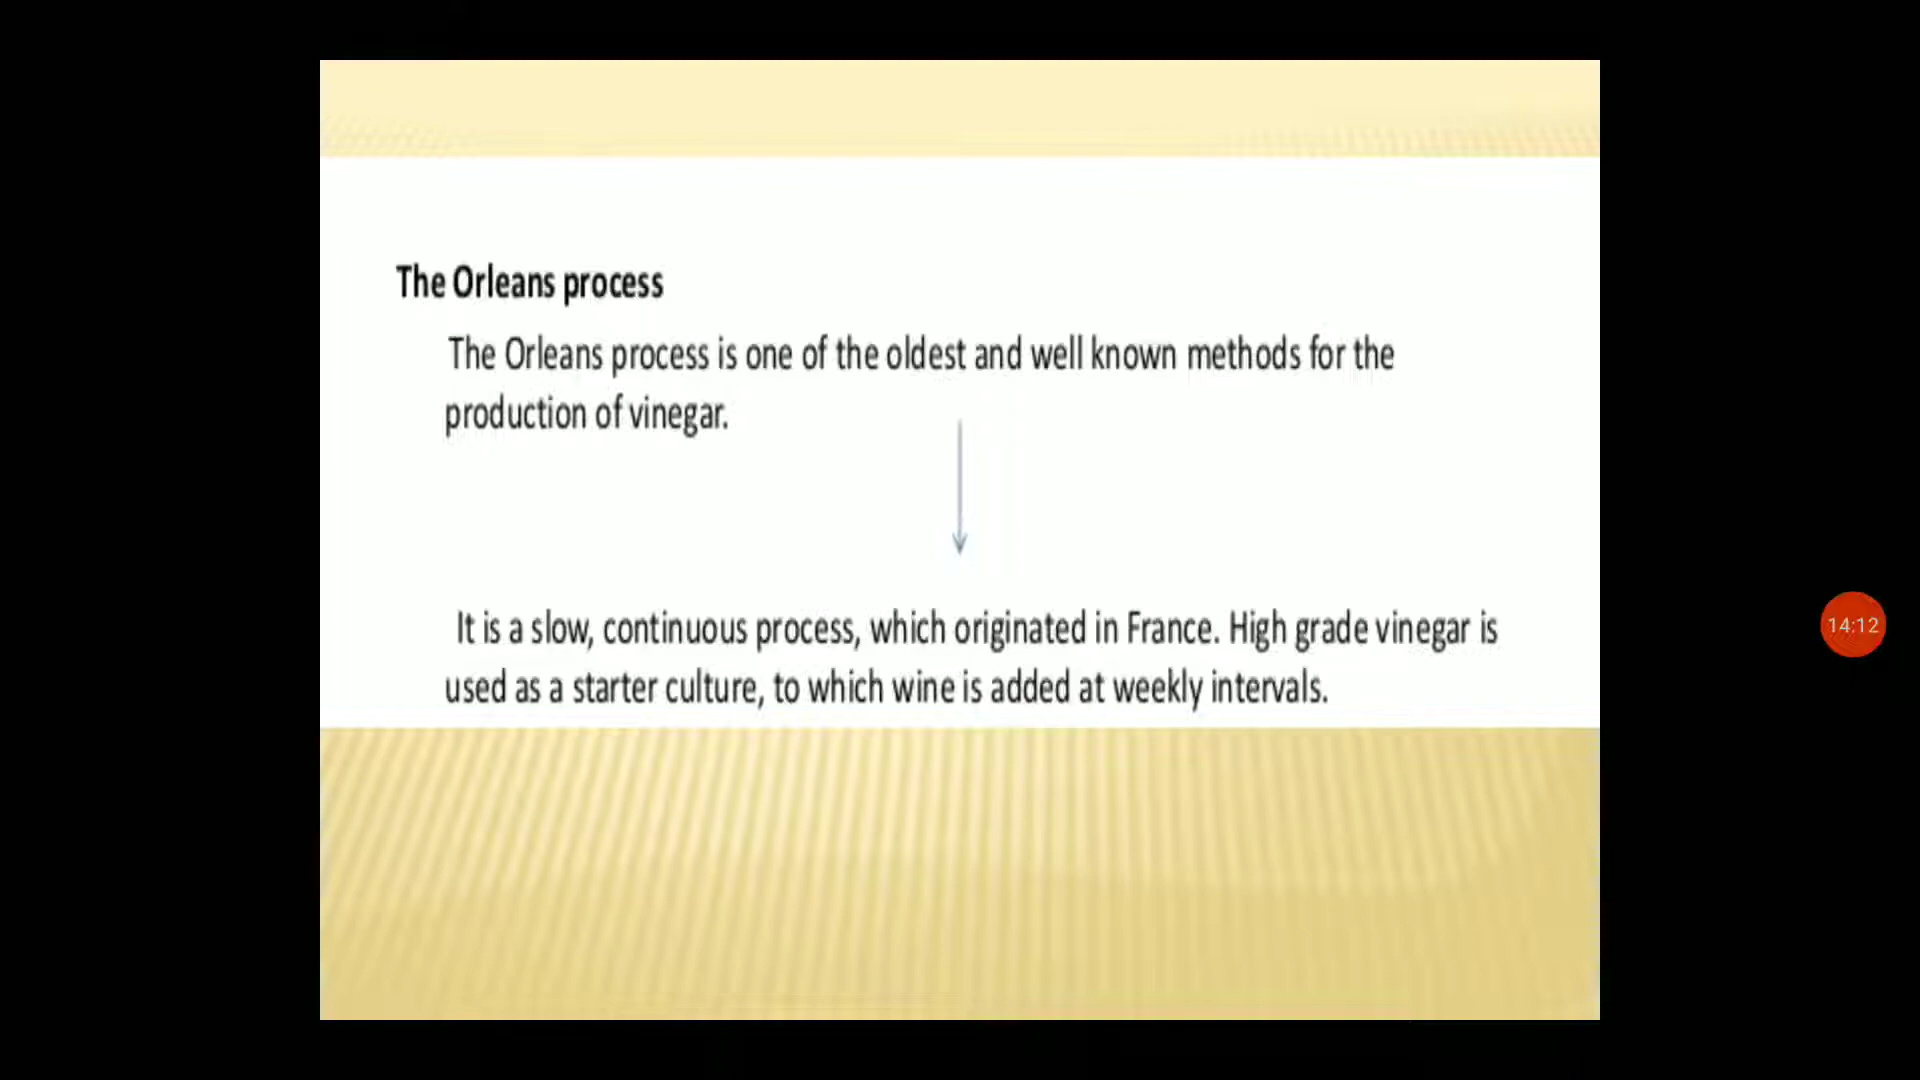 The Orleans process
The Orleans process is one of the oldest and well known methods for the
production of vinegar.
It is a slow, continuous process, which originated in France. High grade vinegar is
used as a starter culture, to which wine is added at weekly intervals.
14:12